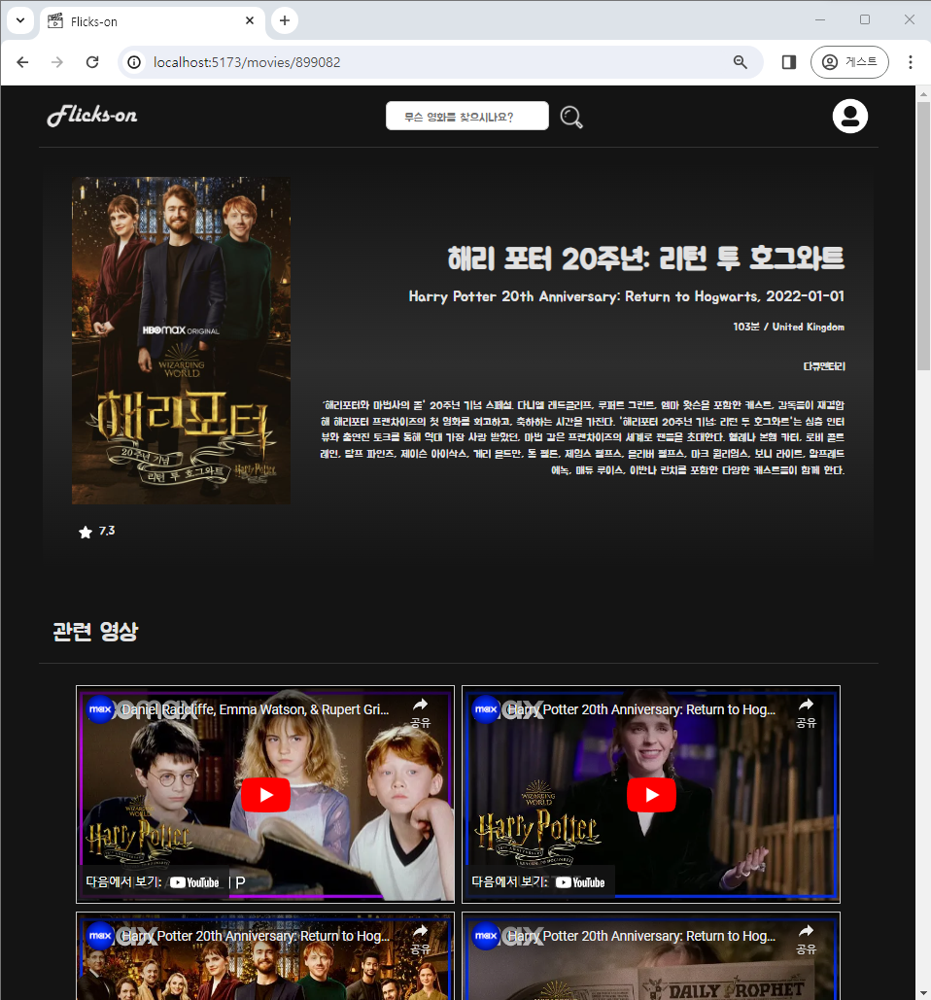 Flicks-on
localhost:5173/movies/899082
게스트
Flicks-on
무슨 영화를 찾으시나요?
HBOMAX ORIGINAL
WIZARDING
WORLD
해리포터
20주년 기념
리턴 투 호그와트
Harry Potter
해리 포터 20주년: 리턴 투 호그와트
Harry Potter 20th Anniversary: Return to Hogwarts, 2022-01-01
103분 / United Kingdom
다큐멘터리
'해리포터와 마법사의 돌' 20주년 기념 스페셜. 다니엘 래드클리프, 루퍼트 그린트, 엠마 왓슨을 포함한 캐스트, 감독들이 재결합
해 해리포터 프랜차이즈의 첫 영화를 회고하고, 축하하는 시간을 가진다. '해리포터 20주년 기념: 리턴 투 호그와트'는 심층 인터
뷰와 출연진 토크를 통해 역대 가장 사랑 받았던, 마법 같은 프랜차이즈의 세계로 팬들을 초대한다. 헬레나 본햄 카터, 로비 콜트
레인, 랄프 파인즈, 제이슨 아이삭스, 게리 올드만, 톰 펠튼, 제임스 펠프스, 올리버 펠프스, 마크 윌리엄스, 보니 라이트, 알프레드
에녹, 매튜 루이스, 이반나 린치를 포함한 다양한 캐스트들이 함께 한다.
7.3
관련 영상
max Daniel Radcliffe, Emma Watson, & Rupert Gri...
공유
WIZARDING
WORLD
Harry Potter
다음에서 보기: YouTube | P
max Harry Potter 20th Anniversary: Return to Hog...
공유
WIZARDING
WORLD
Harry Potter
다음에서 보기: YouTube
max Harry Potter 20th Anniversary: Return to Hog...
공유
max Harry Potter 20th Anniversary: Return to Hog...
공유
DAILY PROPHET